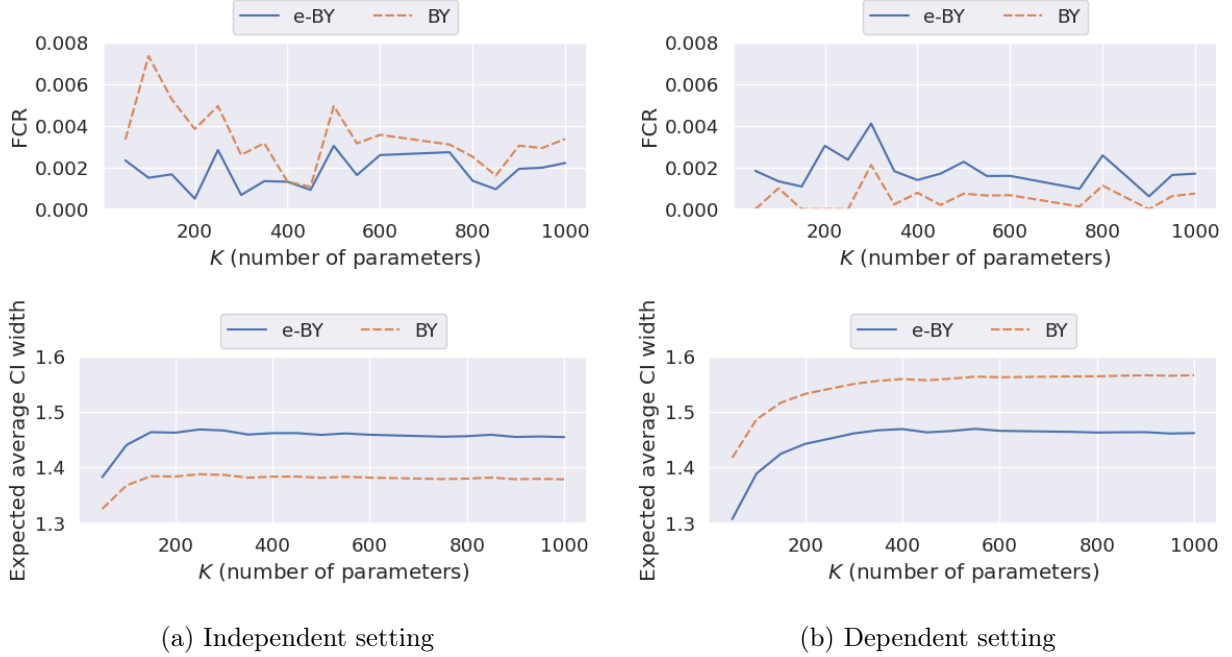 e-BY BY
0.008
0.006
0.004
0.002
0.000
FCR
200 400 600 800 1000
K (number of parameters)
e-BY BY
0.008
0.006
0.004
0.002
0.000
FCR
200 400 600 800 1000
K (number of parameters)
e-BY BY
1.6
1.5
1.4
1.3
Expected average CI width
200 400 600 800 1000
K (number of parameters)
(a) Independent setting
e-BY BY
1.6
1.5
1.4
1.3
Expected average CI width
200 400 600 800 1000
K (number of parameters)
(b) Dependent setting